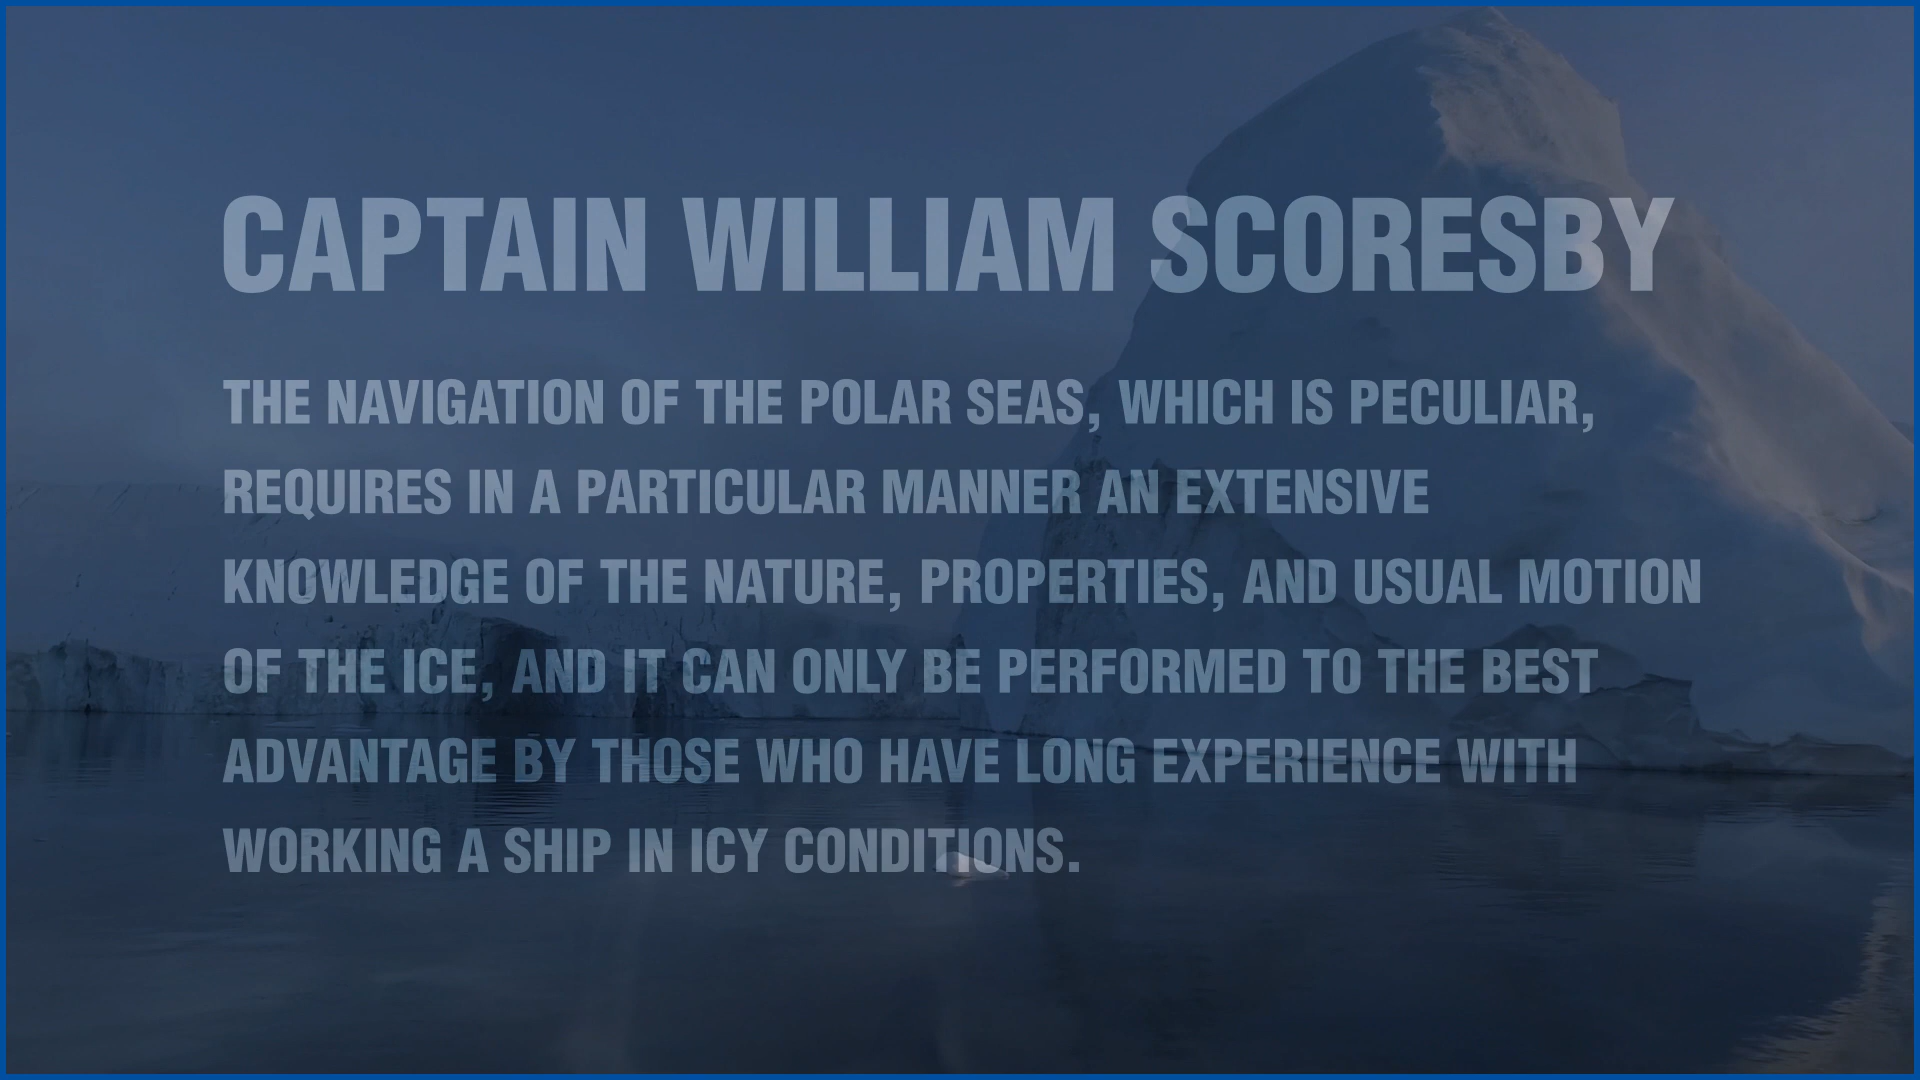 CAPTAIN WILLIAM SCORESBY
THE NAVIGATION OF THE POLAR SEAS, WHICH IS PECULIAR,
REQUIRES IN A PARTICULAR MANNER AN EXTENSIVE
KNOWLEDGE OF THE NATURE, PROPERTIES, AND USUAL MOTION
OF THE ICE, AND IT CAN ONLY BE PERFORMED TO THE BEST
ADVANTAGE BY THOSE WHO HAVE LONG EXPERIENCE WITH
WORKING A SHIP IN ICY CONDITIONS.